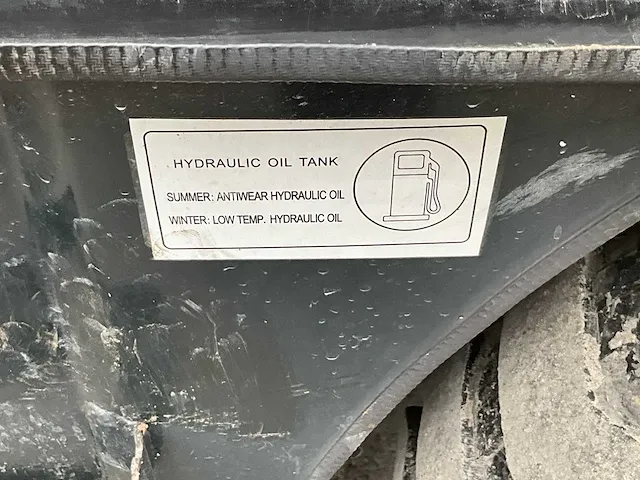 HYDRAULIC OIL TANK
SUMMER: ANTIWEAR HYDRAULIC OIL
WINTER: LOW TEMP. HYDRAULIC OIL